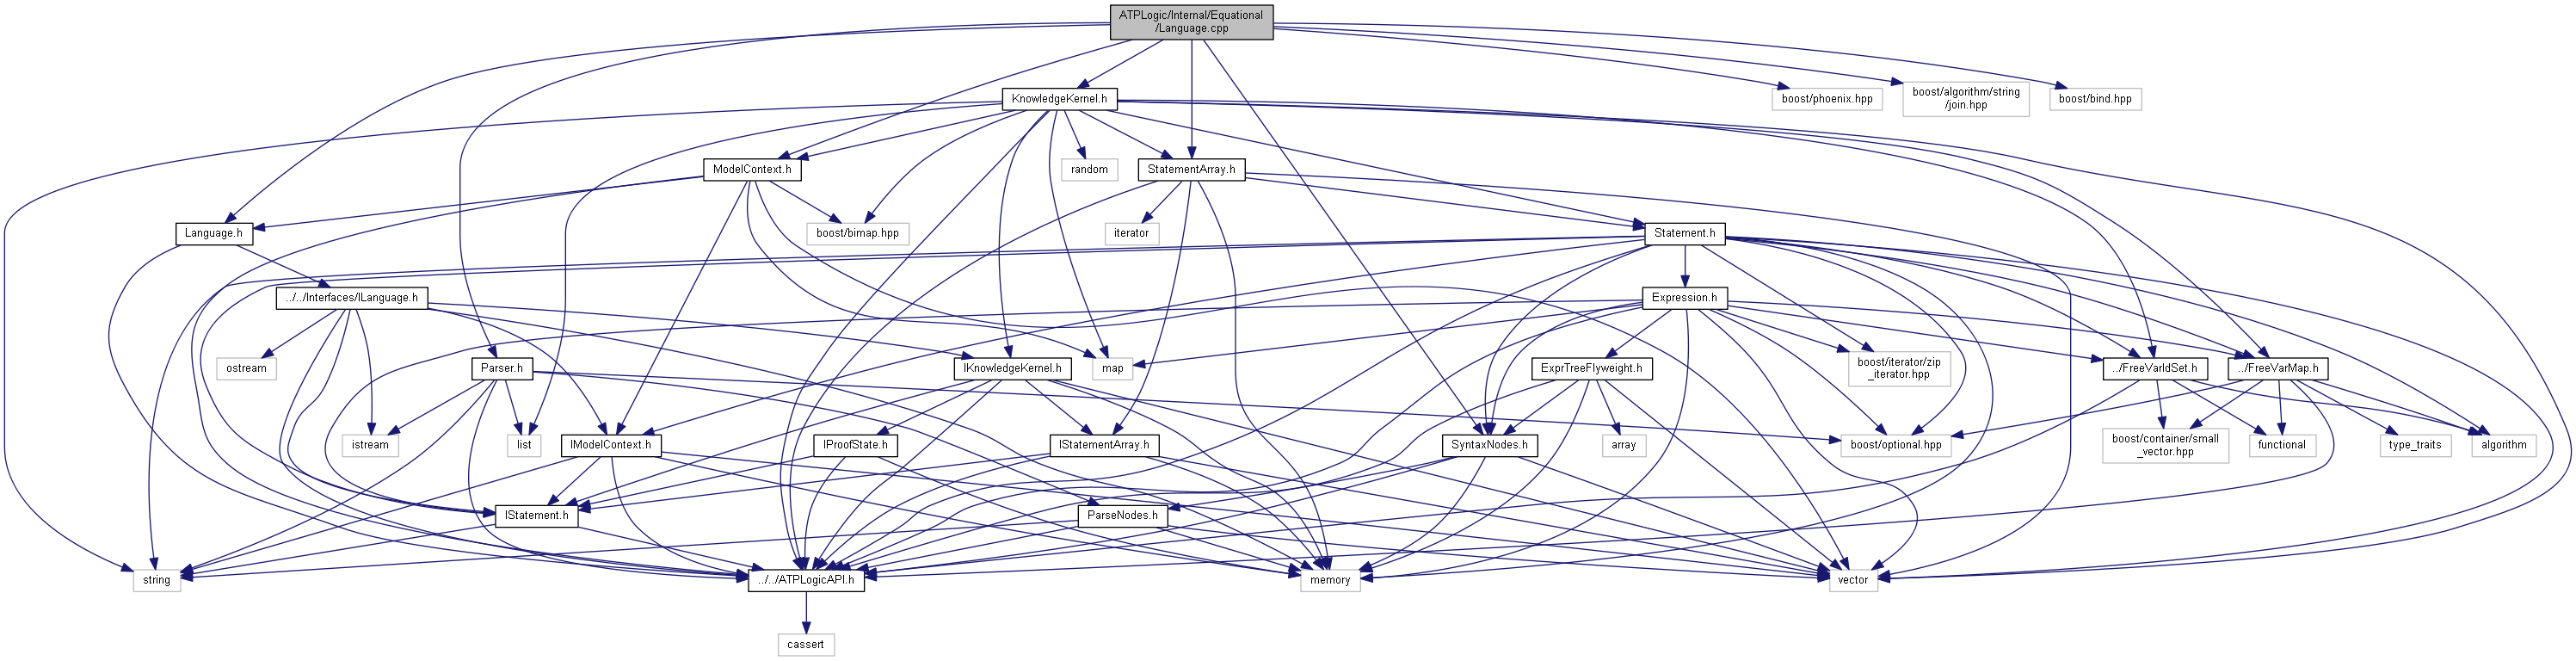 ATPLogic/Internal/Equational
/Language.cpp
KnowledgeKernel.h
boost/phoenix.hpp
boost/algorithm/string
/join.hpp
boost/bind.hpp
ModelContext.h
random
StatementArray.h
Language.h
boost/bimap.hpp
iterator
Statement.h
../../Interfaces/ILanguage.h
Expression.h
ostream
Parser.h
IKnowledgeKernel.h
map
ExprTreeFlyweight.h
boost/iterator/zip
_iterator.hpp
../FreeVarIdSet.h
../FreeVarMap.h
istream
list
IModelContext.h
IProofState.h
IStatementArray.h
SyntaxNodes.h
array
boost/optional.hpp
boost/container/small
_vector.hpp
functional
type_traits
algorithm
IStatement.h
ParseNodes.h
string
../../ATPLogicAPI.h
memory
vector
cassert